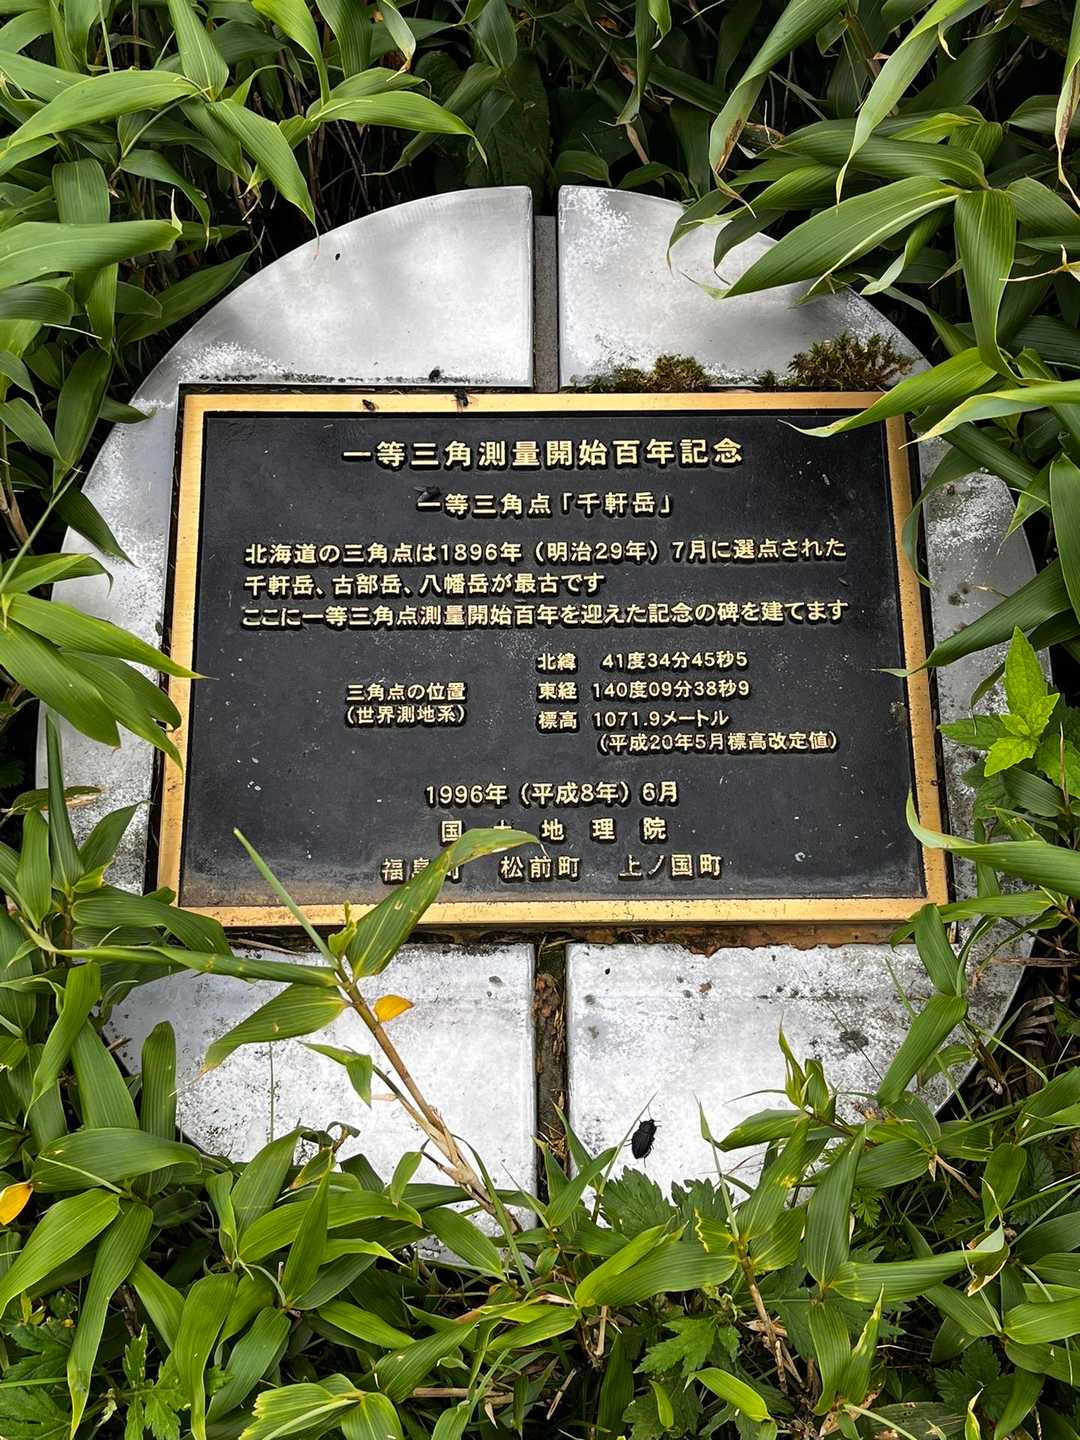 一等三角測量開始百年記念
一等三角点「千軒岳」
北海道の三角点は1896年（明治29年）7月に選点された
千軒岳、古部岳、八幡岳が最古です
ここに一等三角点測量開始百年を迎えた記念の碑を建てます
三角点の位置
（世界測地系）
北緯 41度34分45秒5
東経 140度09分38秒9
標高 1071.9メートル
（平成20年5月標高改定値）
1996年（平成8年）6月
国土地理院
福島町 松前町 上ノ国町